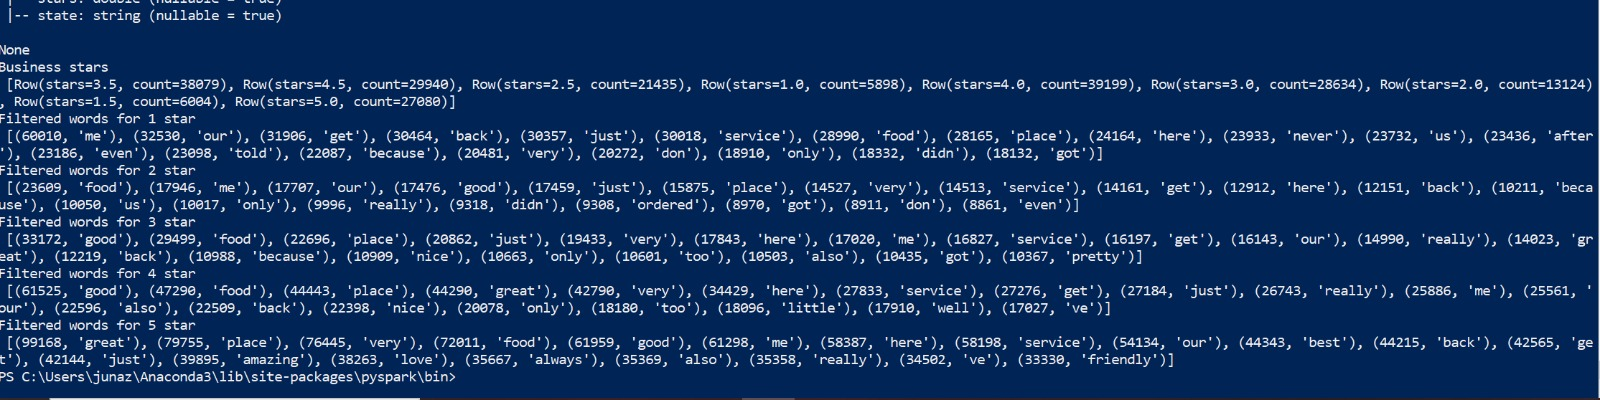 |-- stars: double (nullable = true)
|-- state: string (nullable = true)
None
Business stars
[Row(stars=3.5, count=38079), Row(stars=4.5, count=29940), Row(stars=2.5, count=21435), Row(stars=1.0, count=5898), Row(stars=4.0, count=39199), Row(stars=3.0, count=28634), Row(stars=2.0, count=13124)
, Row(stars=1.5, count=6004), Row(stars=5.0, count=27080)]
Filtered words for 1 star
[(60010, 'me'), (32530, 'our'), (31906, 'get'), (30464, 'back'), (30357, 'just'), (30018, 'service'), (28990, 'food'), (28165, 'place'), (24164, 'here'), (23933, 'never'), (23732, 'us'), (23436, 'after
'), (23186, 'even'), (23098, 'told'), (22087, 'because'), (20481, 'very'), (20272, 'don'), (18910, 'only'), (18332, 'didn'), (18132, 'got')]
Filtered words for 2 star
[(23609, 'food'), (17946, 'me'), (17707, 'our'), (17476, 'good'), (17459, 'just'), (15875, 'place'), (14527, 'very'), (14513, 'service'), (14161, 'get'), (12912, 'here'), (12151, 'back'), (10211, 'beca
use'), (10050, 'us'), (10017, 'only'), (9996, 'really'), (9318, 'didn'), (9308, 'ordered'), (8970, 'got'), (8911, 'don'), (8861, 'even')]
Filtered words for 3 star
[(33172, 'good'), (29499, 'food'), (22696, 'place'), (20862, 'just'), (19433, 'very'), (17843, 'here'), (17020, 'me'), (16827, 'service'), (16197, 'get'), (16143, 'our'), (14990, 'really'), (14023, 'gr
eat'), (12219, 'back'), (10988, 'because'), (10909, 'nice'), (10663, 'only'), (10601, 'too'), (10503, 'also'), (10435, 'got'), (10367, 'pretty')]
Filtered words for 4 star
[(61525, 'good'), (47290, 'food'), (44443, 'place'), (44290, 'great'), (42790, 'very'), (34429, 'here'), (27833, 'service'), (27276, 'get'), (27184, 'just'), (26743, 'really'), (25886, 'me'), (25561, '
our'), (22596, 'also'), (22509, 'back'), (22398, 'nice'), (20078, 'only'), (18180, 'too'), (18096, 'little'), (17910, 'well'), (17027, 've')]
Filtered words for 5 star
[(99168, 'great'), (79755, 'place'), (76445, 'very'), (72011, 'food'), (61959, 'good'), (61298, 'me'), (58387, 'here'), (58198, 'service'), (54134, 'our'), (44343, 'best'), (44215, 'back'), (42565, 'ge
t'), (42144, 'just'), (39895, 'amazing'), (38263, 'love'), (35667, 'always'), (35369, 'also'), (35358, 'really'), (34502, 've'), (33330, 'friendly')]
PS C:\Users\junaz\Anaconda3\lib\site-packages\pyspark\bin>